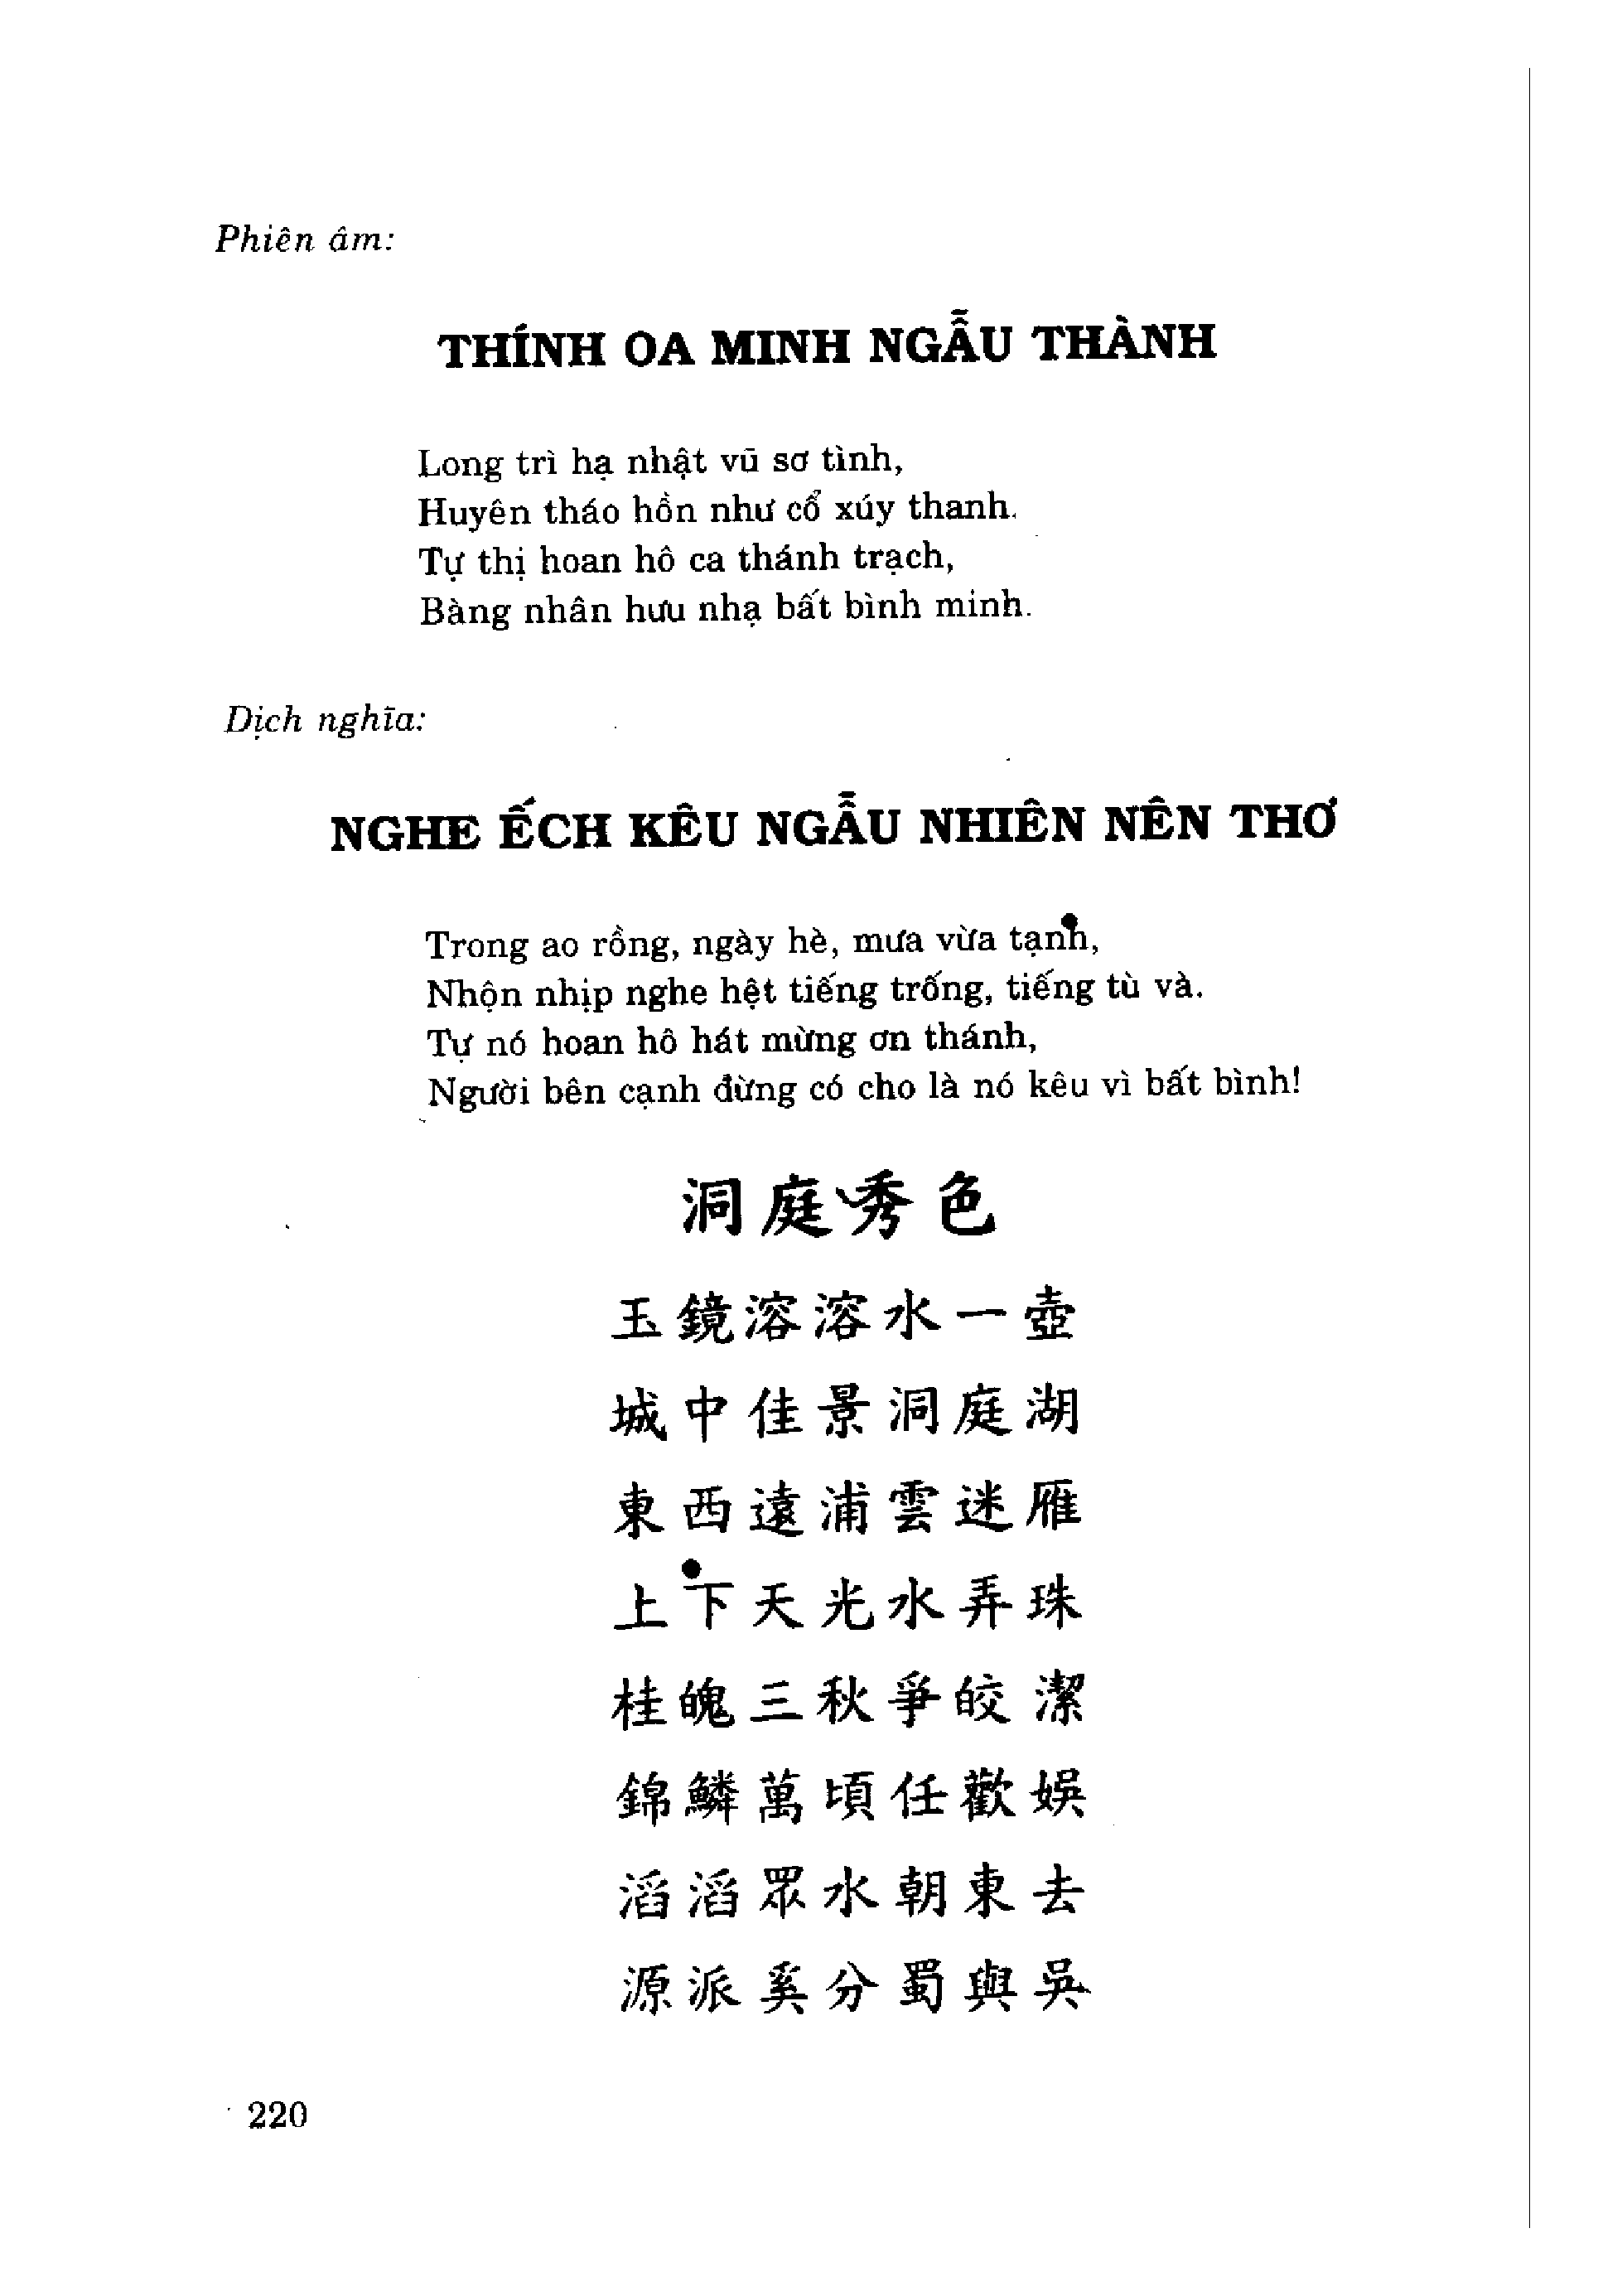 Phiên âm:
THÍNH OA MINH NGẪU THÀNH
Long trì hạ nhật vũ sơ tình,
Huyên tháo hồn như cổ xúy thanh.
Tự thị hoan hô ca thánh trạch,
Bàng nhân hưu nhạ bất bình minh.
Dịch nghĩa:
NGHE ẾCH KÊU NGẪU NHIÊN NÊN THƠ
Trong ao rồng, ngày hè, mưa vừa tạnh,
Nhộn nhịp nghe hệt tiếng trống, tiếng tù và.
Tự nó hoan hô hát mừng ơn thánh,
Người bên cạnh đừng có cho là nó kêu vì bất bình!
洞庭秀色
玉鏡溶溶水一壺
城中佳景洞庭湖
東西遠浦雲迷雁
上下天光水弄珠
桂魄三秋爭皎潔
錦鱗萬頃任歡娛
滔滔眾水朝東去
源派奚分蜀與吳
220